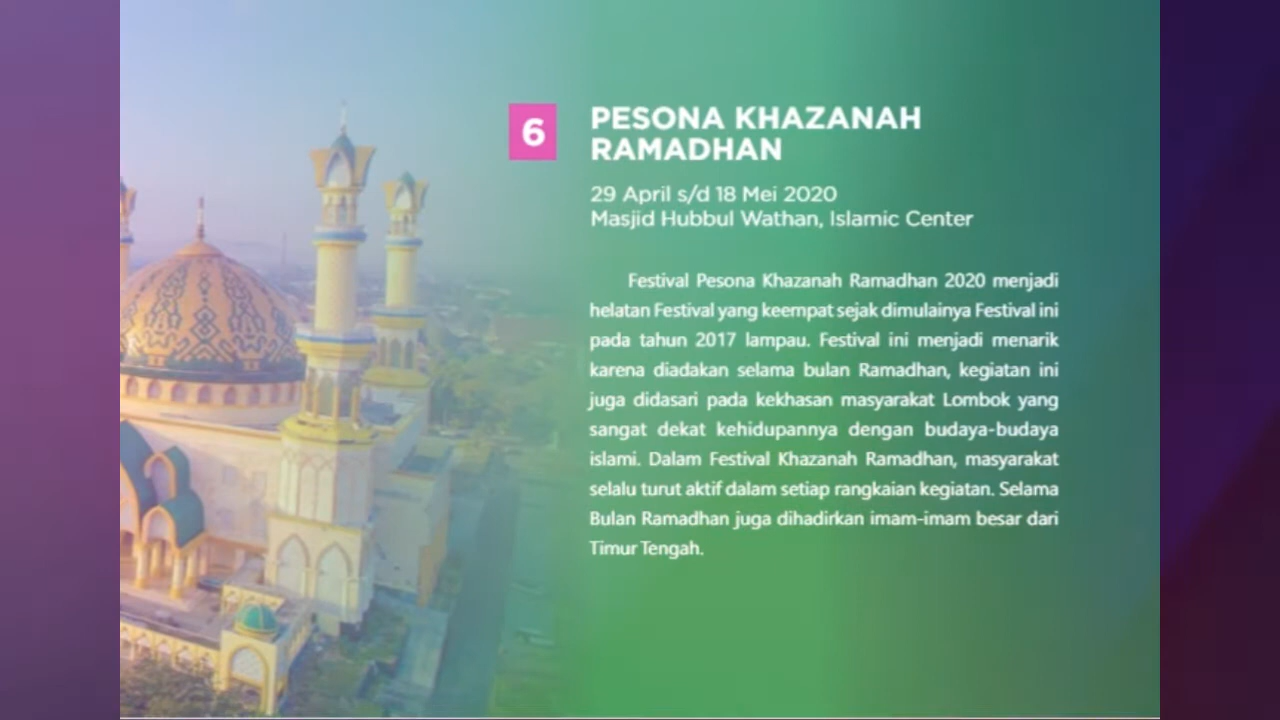 6
PESONA KHAZANAH
RAMADHAN
29 April s/d 18 Mei 2020
Masjid Hubbul Wathan, Islamic Center
Festival Pesona Khazanah Ramadhan 2020 menjadi
helatan Festival yang keempat sejak dimulainya Festival ini
pada tahun 2017 lampau. Festival ini menjadi menarik
karena diadakan selama bulan Ramadhan, kegiatan ini
juga didasari pada kekhasan masyarakat Lombok yang
sangat dekat kehidupannya dengan budaya-budaya
islami. Dalam Festival Khazanah Ramadhan, masyarakat
selalu turut aktif dalam setiap rangkaian kegiatan. Selama
Bulan Ramadhan juga dihadirkan imam-imam besar dari
Timur Tengah.